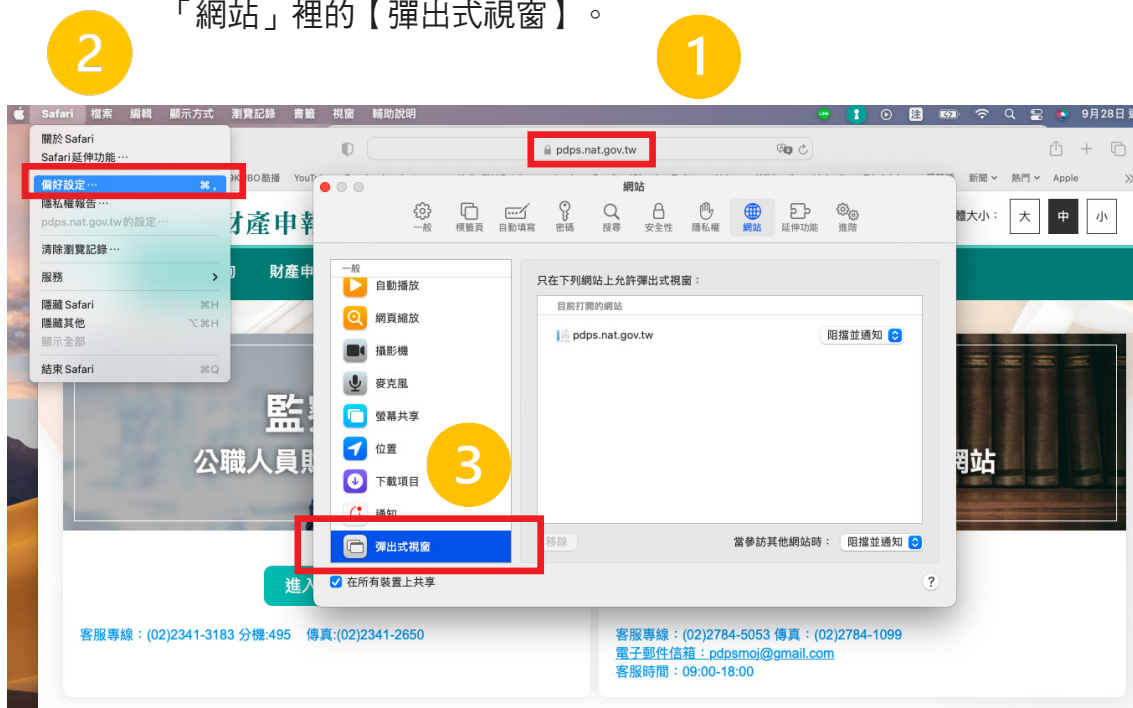 「網站」裡的【彈出式視窗】。
2
1
Safari 檔案 編輯 顯示方式 瀏覽記錄 書籤 視窗 輔助說明 注 9月28日
關於 Safari
Safari 延伸功能…
pdps.nat.gov.tw
偏好設定… ⌘ ,
隱私權報告…
pdps.nat.gov.tw 的設定…
清除瀏覽記錄…
服務
隱藏 Safari ⌘H
隱藏其他 ⌥⌘H
顯示全部
結束 Safari ⌘Q
酷播
新聞 熱門 Apple
財產申
體大小： 大 中 小
財產申
網站
一般 標籤頁 自動填寫 密碼 搜尋 安全性 隱私權 網站 延伸功能 進階
一般
自動播放
網頁縮放
攝影機
麥克風
螢幕共享
位置
下載項目
通知
彈出式視窗
3
只在下列網站上允許彈出式視窗：
目前打開的網站
pdps.nat.gov.tw 阻擋並通知
移除 當參訪其他網站時： 阻擋並通知
在所有裝置上共享 ?
監
公職人員
網站
進入
客服專線：(02)2341-3183 分機:495 傳真:(02)2341-2650
客服專線：(02)2784-5053 傳真：(02)2784-1099
電子郵件信箱：pdpsmoj@gmail.com
客服時間：09:00-18:00